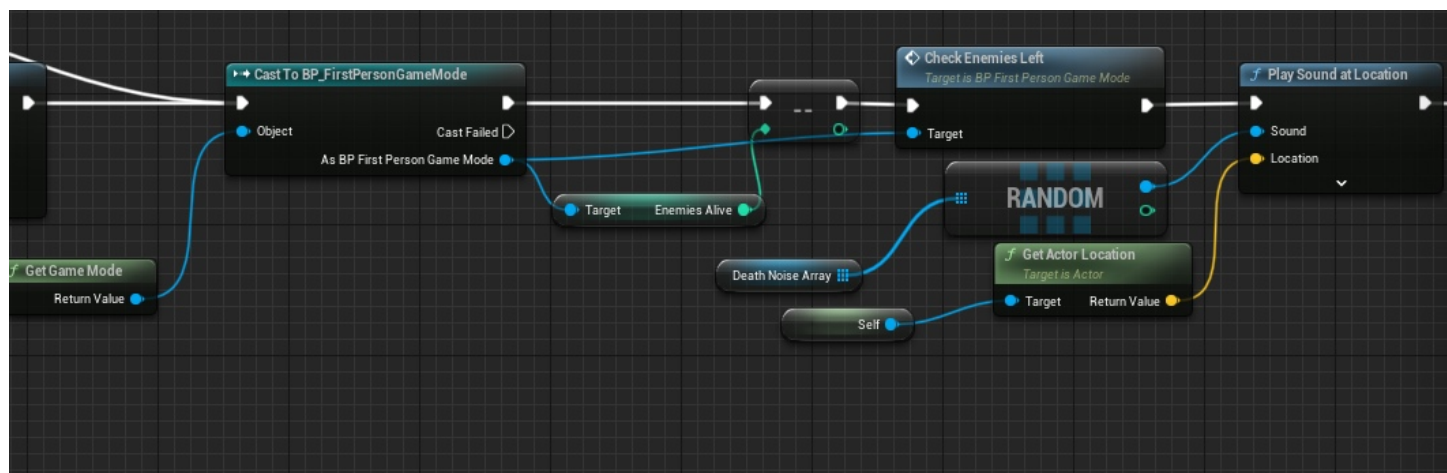 Cast To BP_FirstPersonGameMode
Object
Cast Failed
As BP First Person Game Mode
Get Game Mode
Return Value
Target Enemies Alive
--
Check Enemies Left
Target is BP First Person Game Mode
Target
RANDOM
Death Noise Array
Self
f Get Actor Location
Target is Actor
Target Return Value
f Play Sound at Location
Sound
Location